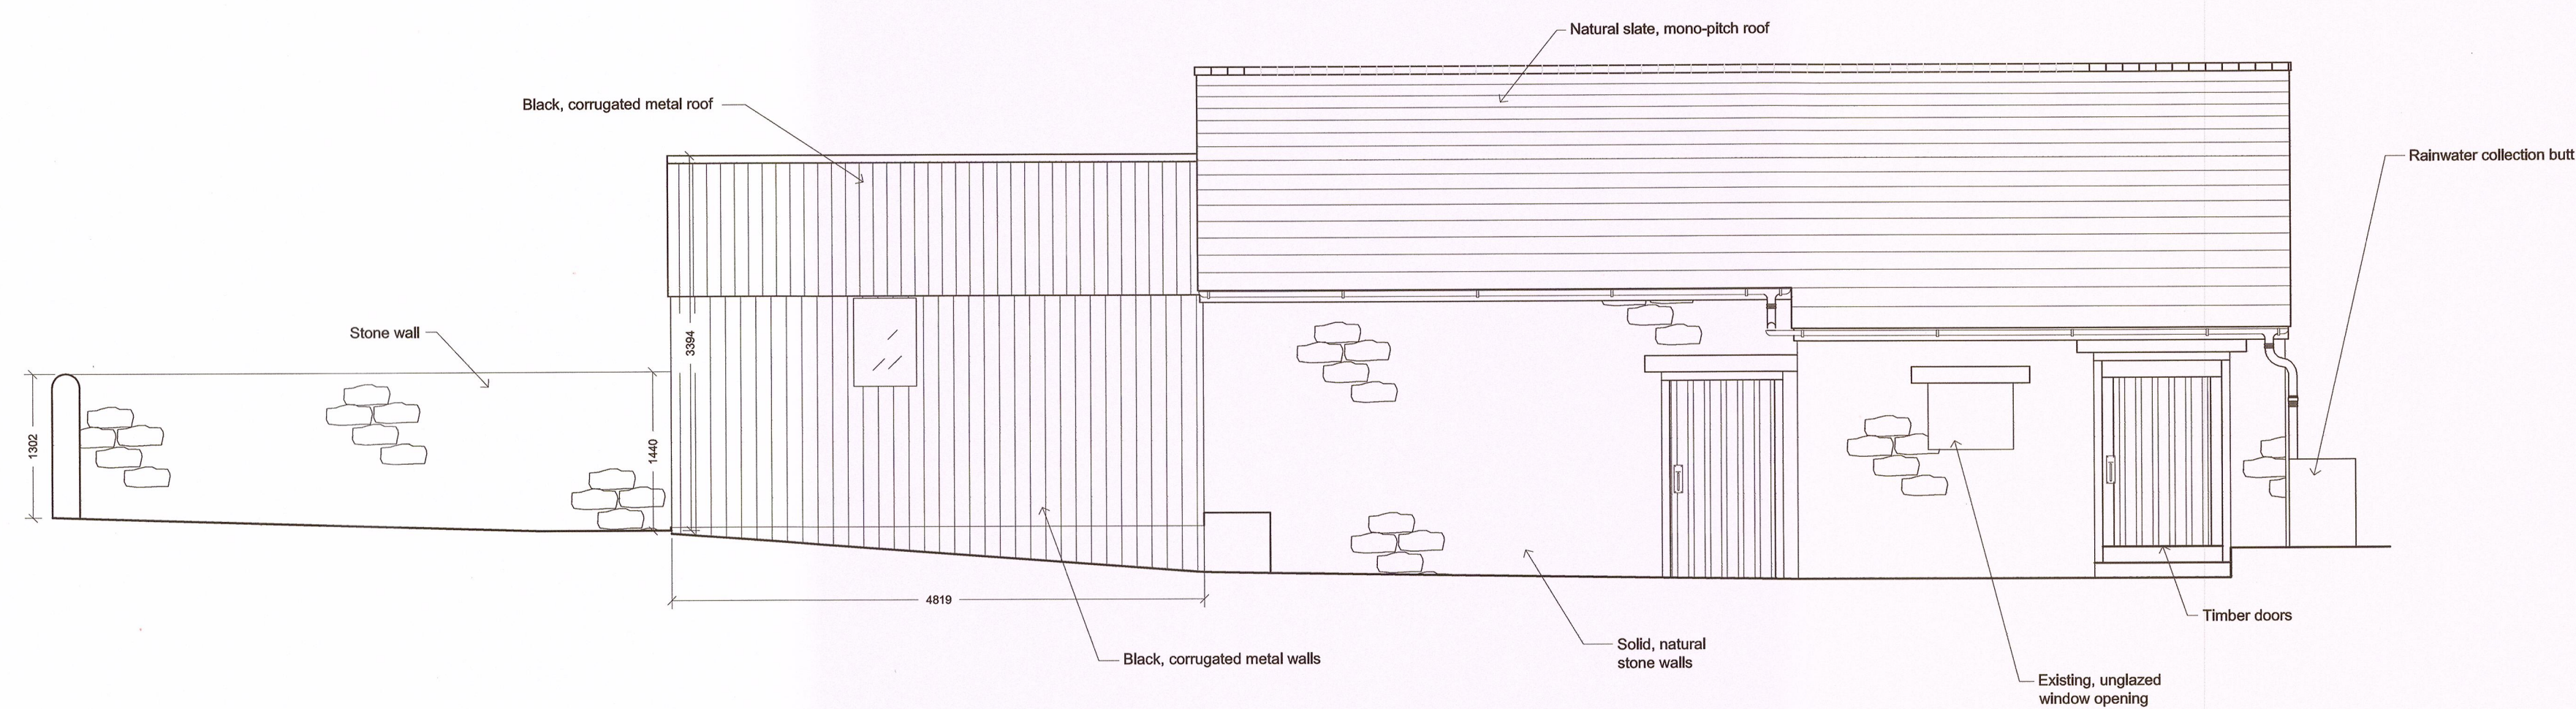 Natural slate, mono-pitch roof
Black, corrugated metal roof
Rainwater collection butt
Stone wall
3394
1302
1440
4819
Timber doors
Solid, natural
stone walls
Black, corrugated metal walls
Existing, unglazed
window opening